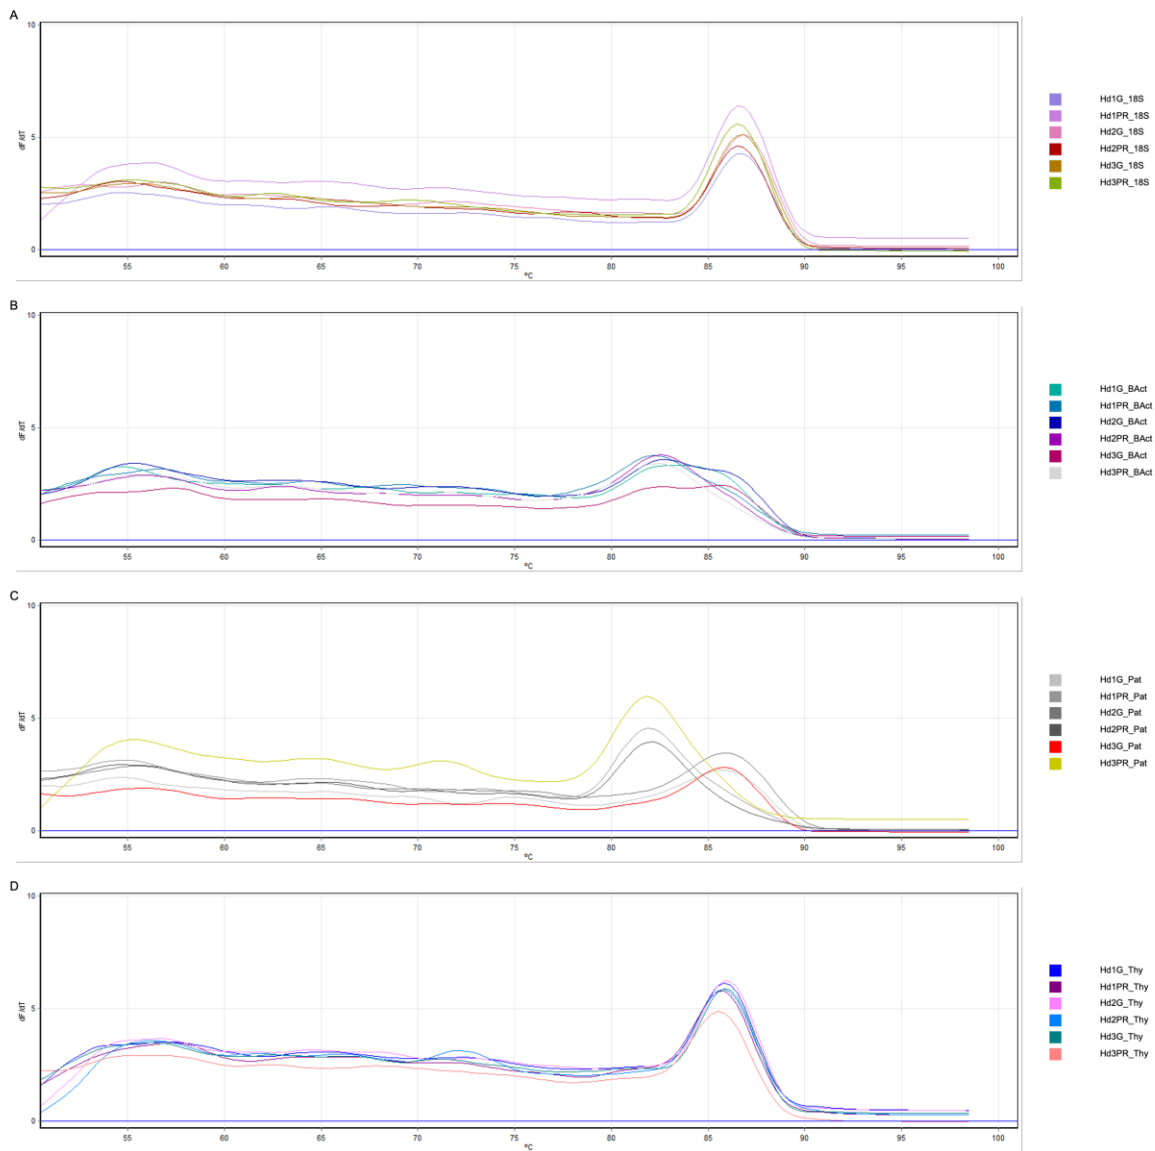 A
10
5
0
dF/dT
55 60 65 70 75 80 85 90 95 100
ºC
Hd1G_18S
Hd1PR_18S
Hd2G_18S
Hd2PR_18S
Hd3G_18S
Hd3PR_18S
B
10
5
0
dF/dT
55 60 65 70 75 80 85 90 95 100
ºC
Hd1G_BAct
Hd1PR_BAct
Hd2G_BAct
Hd2PR_BAct
Hd3G_BAct
Hd3PR_BAct
C
10
5
0
dF/dT
55 60 65 70 75 80 85 90 95 100
ºC
Hd1G_Pat
Hd1PR_Pat
Hd2G_Pat
Hd2PR_Pat
Hd3G_Pat
Hd3PR_Pat
D
10
5
0
dF/dT
55 60 65 70 75 80 85 90 95 100
ºC
Hd1G_Thy
Hd1PR_Thy
Hd2G_Thy
Hd2PR_Thy
Hd3G_Thy
Hd3PR_Thy